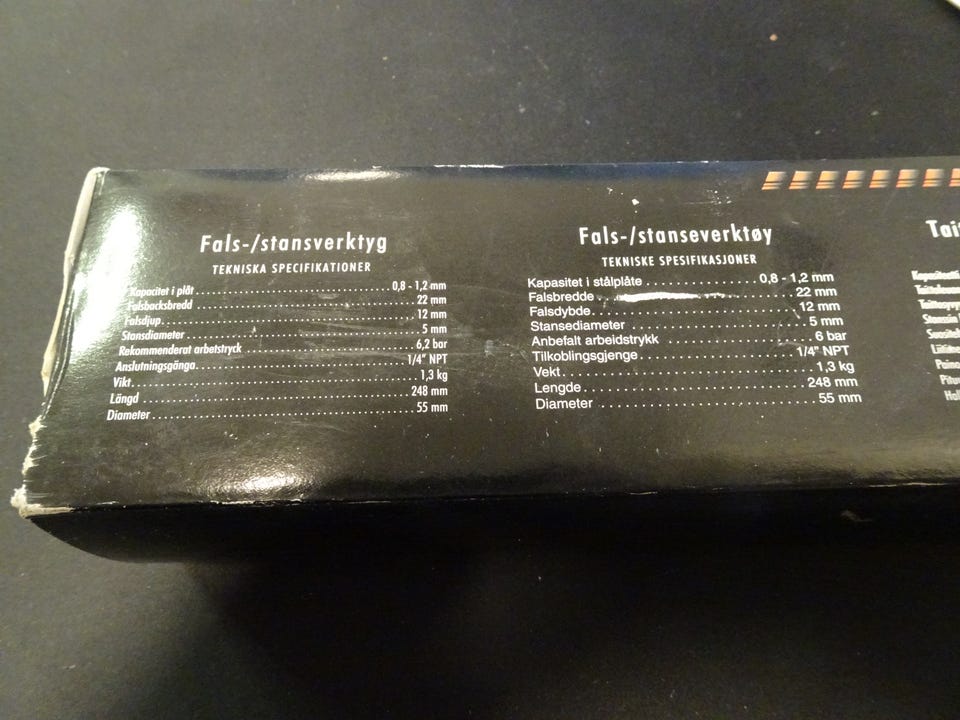 Fals-/stansverktyg
TEKNISKA SPECIFIKATIONER
Kapacitet i plåt 0,8 - 1,2 mm
Falsbacksbredd 22 mm
Falsdjup 12 mm
Stansdiameter 5 mm
Rekommenderat arbetstryck 6,2 bar
Anslutningsgänga 1/4” NPT
Vikt 1,3 kg
Längd 248 mm
Diameter 55 mm
Fals-/stanseverktøy
TEKNISKE SPESIFIKASJONER
Kapasitet i stålplåte 0,8 - 1,2 mm
Falsbredde 22 mm
Falsdybde 12 mm
Stansediameter 5 mm
Anbefalt arbeidstrykk 6 bar
Tilkoblingsgjenge 1/4” NPT
Vekt 1,3 kg
Lengde 248 mm
Diameter 55 mm